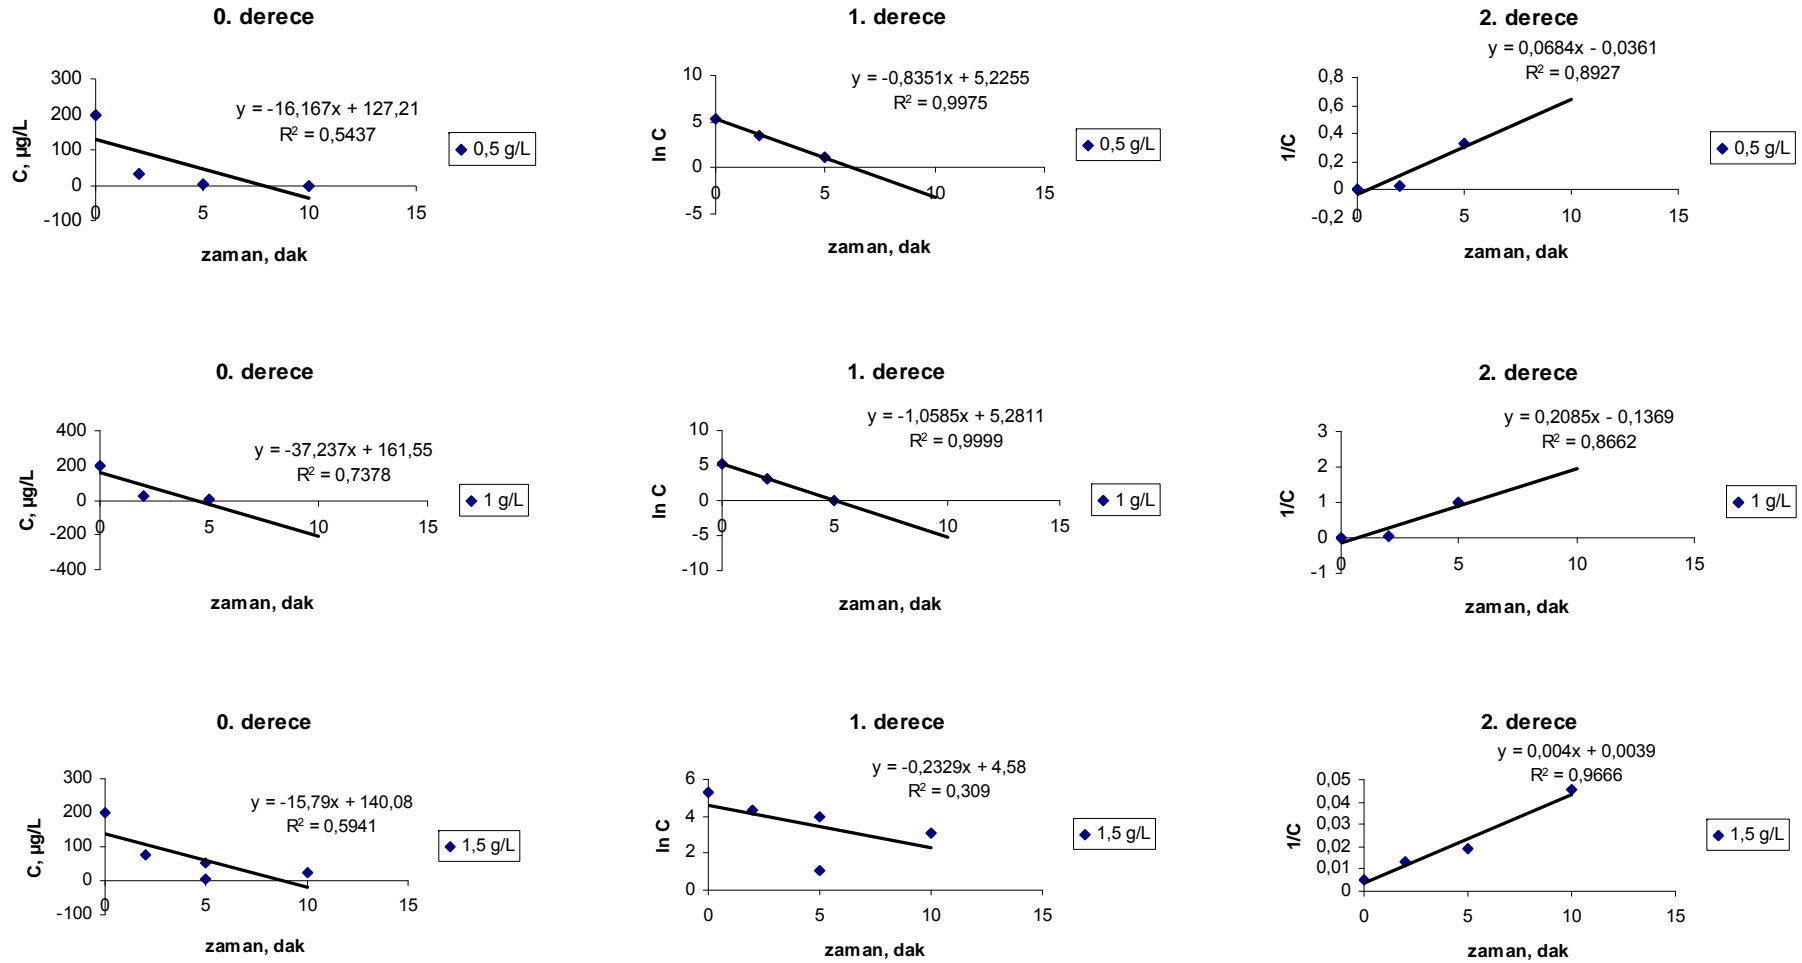 0. derece
y = -16,167x + 127,21
R² = 0,5437
300
200
100
0
-100
0
5
10
15
C, µg/L
zaman, dak
0,5 g/L
1. derece
y = -0,8351x + 5,2255
R² = 0,9975
10
5
0
-5
0
5
10
15
ln C
zaman, dak
0,5 g/L
2. derece
y = 0,0684x - 0,0361
R² = 0,8927
0,8
0,6
0,4
0,2
0
-0,2
0
5
10
15
1/C
zaman, dak
0,5 g/L
0. derece
y = -37,237x + 161,55
R² = 0,7378
400
200
0
-200
-400
0
5
10
15
C, µg/L
zaman, dak
1 g/L
1. derece
y = -1,0585x + 5,2811
R² = 0,9999
10
5
0
-5
-10
0
5
10
15
ln C
zaman, dak
1 g/L
2. derece
y = 0,2085x - 0,1369
R² = 0,8662
3
2
1
0
-1
0
5
10
15
1/C
zaman, dak
1 g/L
0. derece
y = -15,79x + 140,08
R² = 0,5941
300
200
100
0
-100
0
5
10
15
C, µg/L
zaman, dak
1,5 g/L
1. derece
y = -0,2329x + 4,58
R² = 0,309
6
4
2
0
0
5
10
15
ln C
zaman, dak
1,5 g/L
2. derece
y = 0,004x + 0,0039
R² = 0,9666
0,05
0,04
0,03
0,02
0,01
0
0
5
10
15
1/C
zaman, dak
1,5 g/L